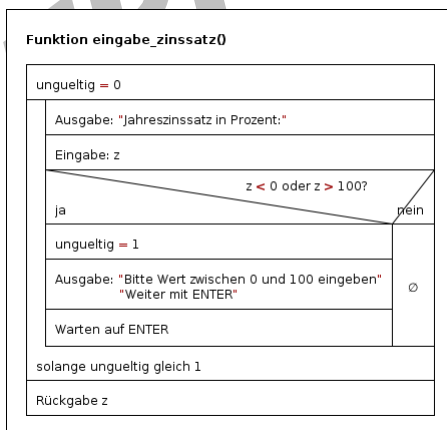 Funktion eingabe_zinssatz()
ungueltig = 0
Ausgabe: "Jahreszinssatz in Prozent:"
Eingabe: z
z < 0 oder z > 100?
ja
nein
ungueltig = 1
Ausgabe: "Bitte Wert zwischen 0 und 100 eingeben"
"Weiter mit ENTER"
∅
Warten auf ENTER
solange ungueltig gleich 1
Rückgabe z